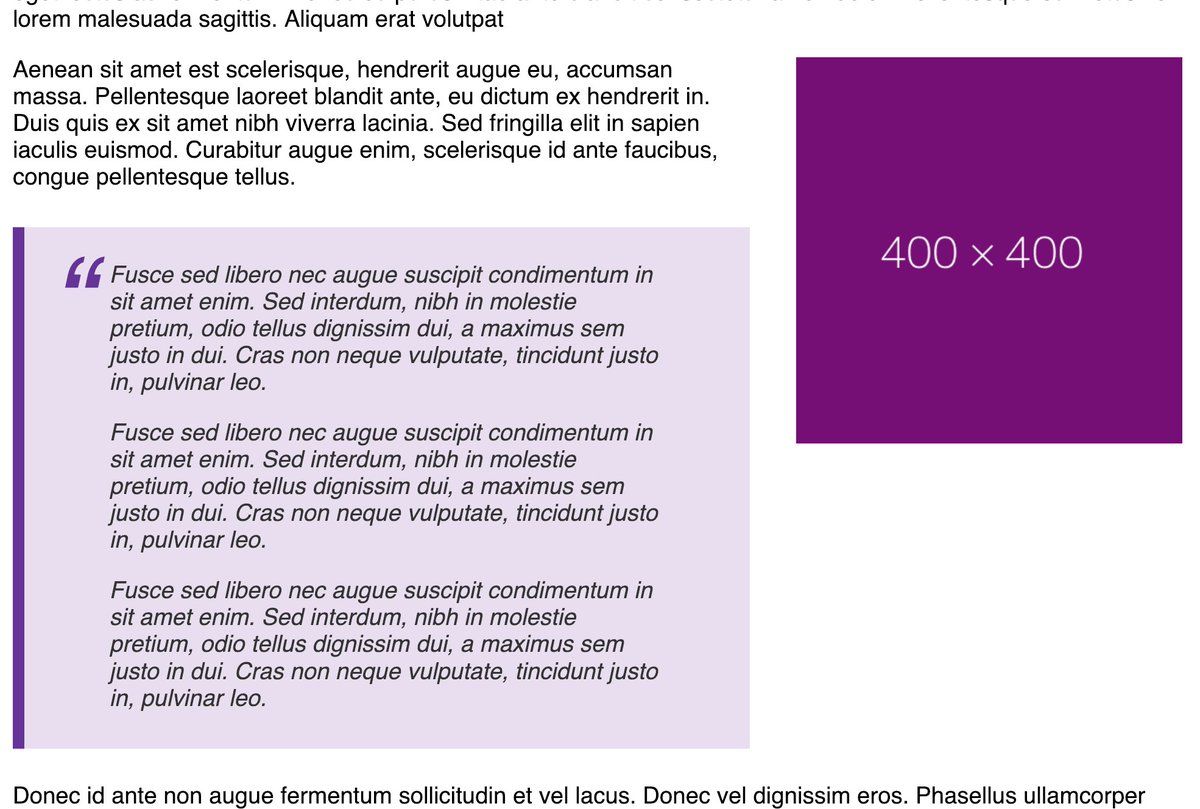 lorem malesuada sagittis. Aliquam erat volutpat
Aenean sit amet est scelerisque, hendrerit augue eu, accumsan
massa. Pellentesque laoreet blandit ante, eu dictum ex hendrerit in.
Duis quis ex sit amet nibh viverra lacinia. Sed fringilla elit in sapien
iaculis euismod. Curabitur augue enim, scelerisque id ante faucibus,
congue pellentesque tellus.
400 × 400
“ Fusce sed libero nec augue suscipit condimentum in
sit amet enim. Sed interdum, nibh in molestie
pretium, odio tellus dignissim dui, a maximus sem
justo in dui. Cras non neque vulputate, tincidunt justo
in, pulvinar leo.
Fusce sed libero nec augue suscipit condimentum in
sit amet enim. Sed interdum, nibh in molestie
pretium, odio tellus dignissim dui, a maximus sem
justo in dui. Cras non neque vulputate, tincidunt justo
in, pulvinar leo.
Fusce sed libero nec augue suscipit condimentum in
sit amet enim. Sed interdum, nibh in molestie
pretium, odio tellus dignissim dui, a maximus sem
justo in dui. Cras non neque vulputate, tincidunt justo
in, pulvinar leo.
Donec id ante non augue fermentum sollicitudin et vel lacus. Donec vel dignissim eros. Phasellus ullamcorper